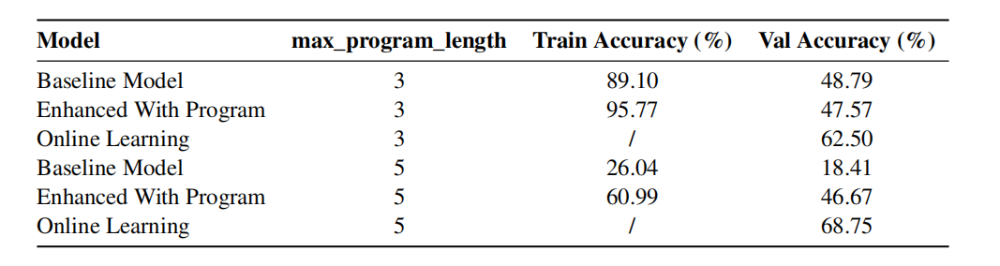 Model max_program_length Train Accuracy (%) Val Accuracy (%)
Baseline Model 3 89.10 48.79
Enhanced With Program 3 95.77 47.57
Online Learning 3 / 62.50
Baseline Model 5 26.04 18.41
Enhanced With Program 5 60.99 46.67
Online Learning 5 / 68.75